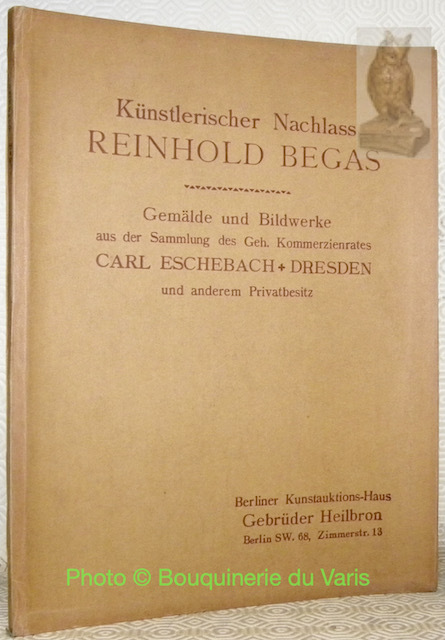 Künstlerischer Nachlass
REINHOLD BEGAS
Gemälde und Bildwerke
aus der Sammlung des Geh. Kommerzienrates
CARL ESCHEBACH + DRESDEN
und anderem Privatbesitz
Berliner Kunstauktions-Haus
Gebrüder Heilbron
Berlin SW. 68, Zimmerstr. 13
Photo © Bouquinerie du Varis